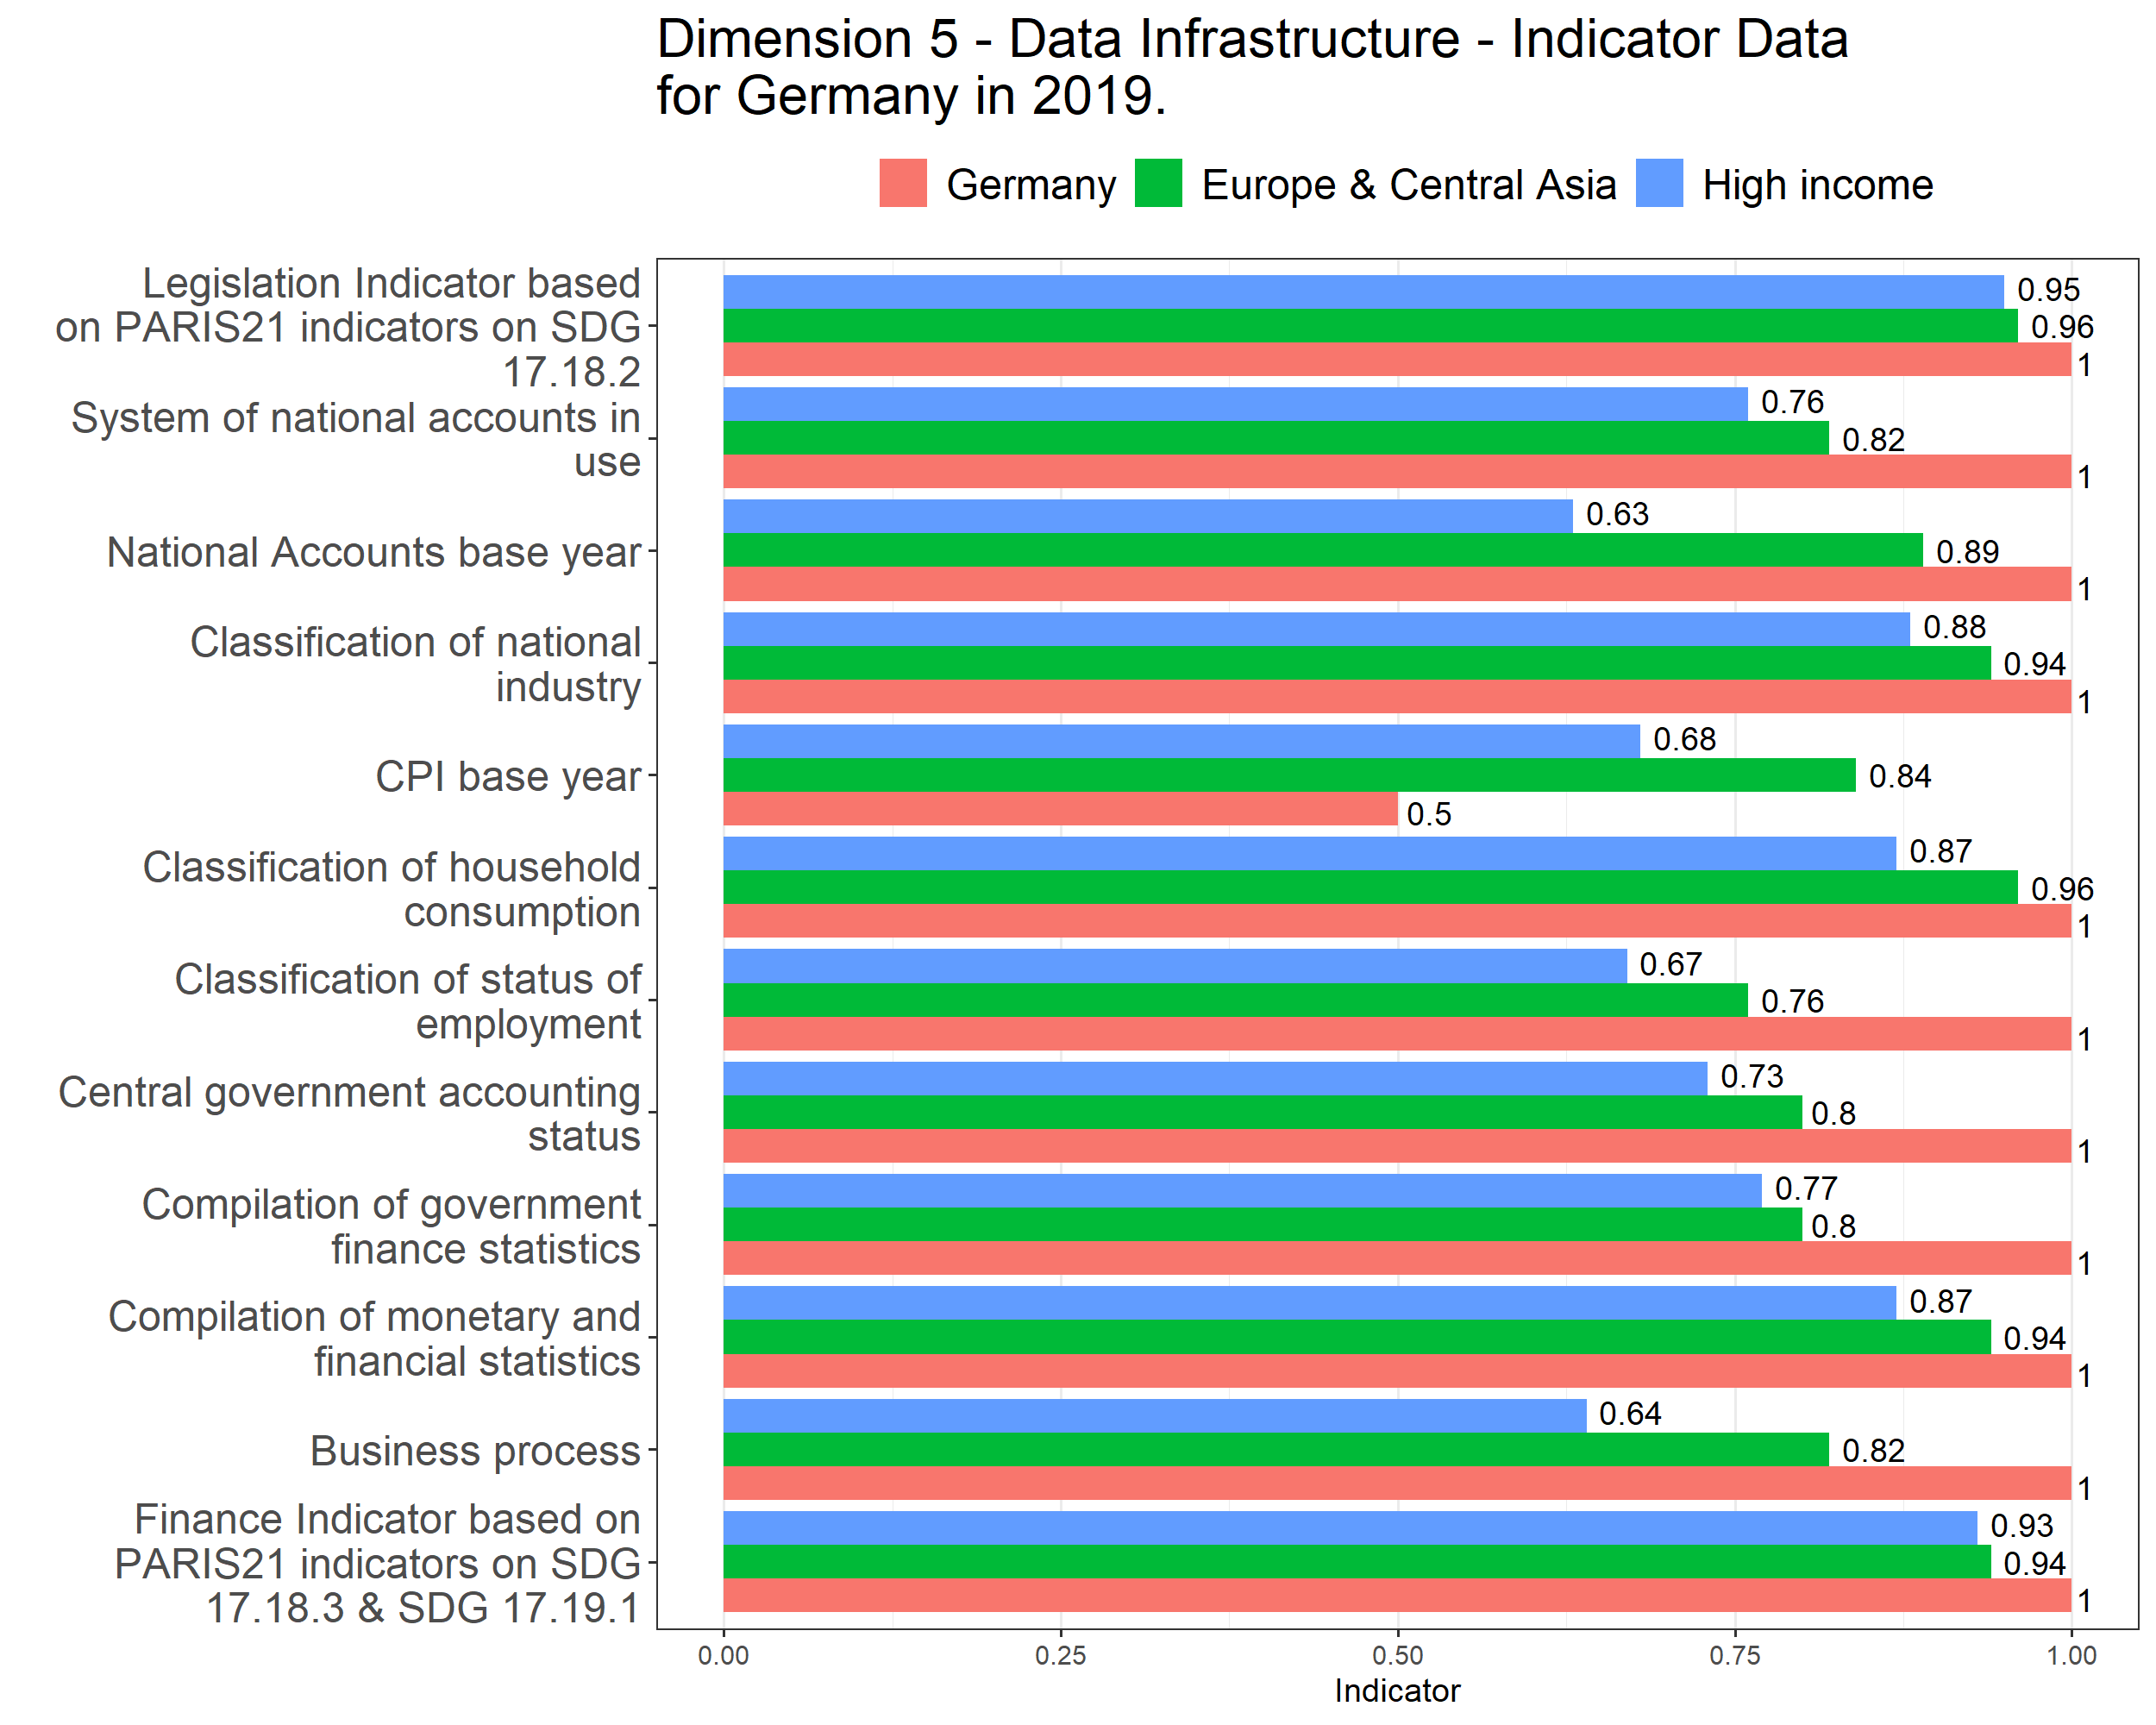 Dimension 5 - Data Infrastructure - Indicator Data
for Germany in 2019.
Germany
Europe & Central Asia
High income
Legislation Indicator based
on PARIS21 indicators on SDG
17.18.2
0.95
0.96
1
System of national accounts in
use
0.76
0.82
1
National Accounts base year
0.63
0.89
1
Classification of national
industry
0.88
0.94
1
CPI base year
0.68
0.84
0.5
Classification of household
consumption
0.87
0.96
1
Classification of status of
employment
0.67
0.76
1
Central government accounting
status
0.73
0.8
1
Compilation of government
finance statistics
0.77
0.8
1
Compilation of monetary and
financial statistics
0.87
0.94
1
Business process
0.64
0.82
1
Finance Indicator based on
PARIS21 indicators on SDG
17.18.3 & SDG 17.19.1
0.93
0.94
1
0.00
0.25
0.50
0.75
1.00
Indicator